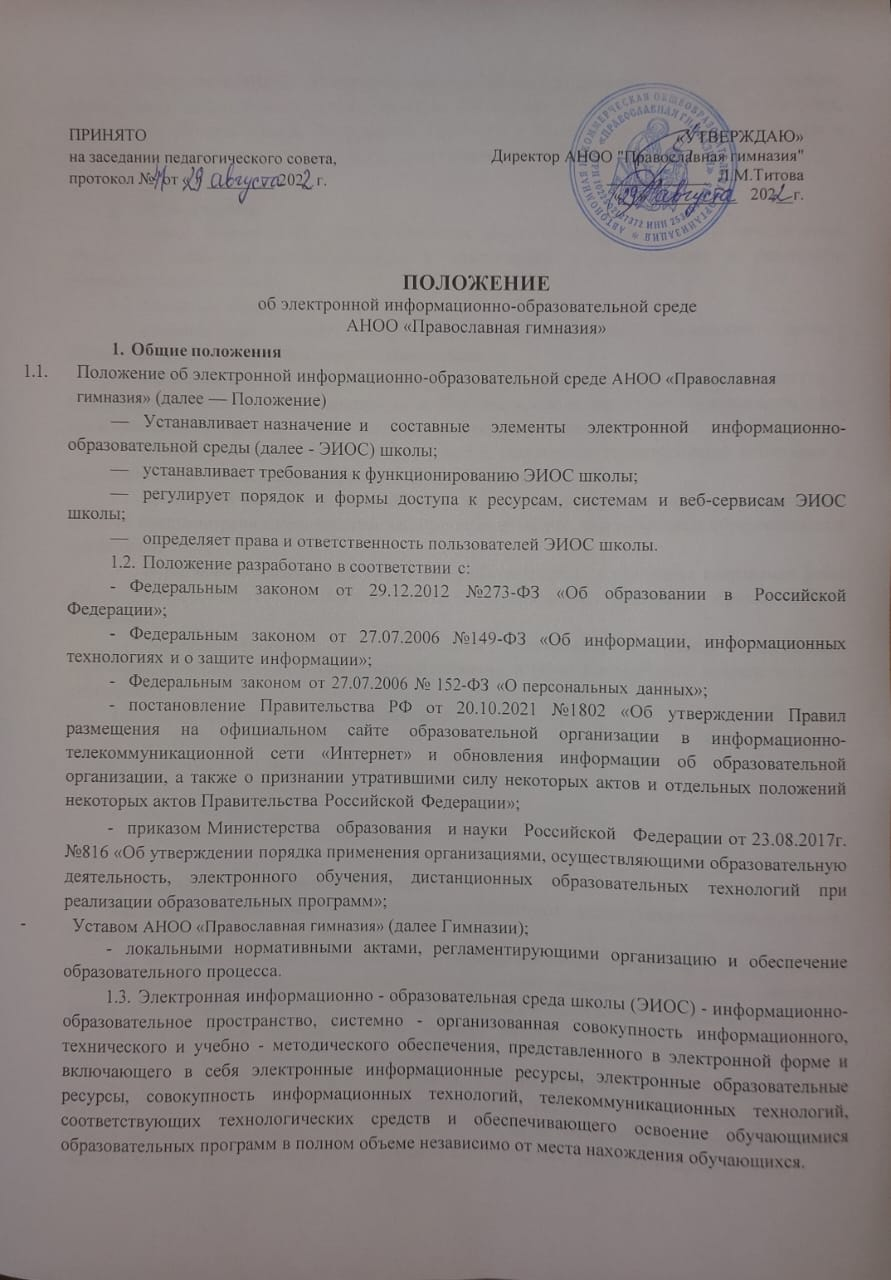 ПРИНЯТО
на заседании педагогического совета,
протокол № от «29 августа 2022 г.
«УТВЕРЖДАЮ»
Директор АНОО "Православная гимназия"
Л.М.Титова
«29» августа 2022 г.
ПОЛОЖЕНИЕ
об электронной информационно-образовательной среде
АНОО «Православная гимназия»
1. Общие положения
1.1. Положение об электронной информационно-образовательной среде АНОО «Православная
гимназия» (далее — Положение)
— Устанавливает назначение и составные элементы электронной информационно-
образовательной среды (далее - ЭИОС) школы;
— устанавливает требования к функционированию ЭИОС школы;
— регулирует порядок и формы доступа к ресурсам, системам и веб-сервисам ЭИОС
школы;
— определяет права и ответственность пользователей ЭИОС школы.
1.2. Положение разработано в соответствии с:
- Федеральным законом от 29.12.2012 №273-ФЗ «Об образовании в Российской
Федерации»;
- Федеральным законом от 27.07.2006 №149-ФЗ «Об информации, информационных
технологиях и о защите информации»;
- Федеральным законом от 27.07.2006 № 152-ФЗ «О персональных данных»;
- постановление Правительства РФ от 20.10.2021 №1802 «Об утверждении Правил
размещения на официальном сайте образовательной организации в информационно-
телекоммуникационной сети «Интернет» и обновления информации об образовательной
организации, а также о признании утратившими силу некоторых актов и отдельных положений
некоторых актов Правительства Российской Федерации»;
- приказом Министерства образования и науки Российской Федерации от 23.08.2017г.
№816 «Об утверждении порядка применения организациями, осуществляющими образовательную
деятельность, электронного обучения, дистанционных образовательных технологий при
реализации образовательных программ»;
- Уставом АНОО «Православная гимназия» (далее Гимназии);
- локальными нормативными актами, регламентирующими организацию и обеспечение
образовательного процесса.
1.3. Электронная информационно - образовательная среда школы (ЭИОС) - информационно-
образовательное пространство, системно - организованная совокупность информационного,
технического и учебно - методического обеспечения, представленного в электронной форме и
включающего в себя электронные информационные ресурсы, электронные образовательные
ресурсы, совокупность информационных технологий, телекоммуникационных технологий,
соответствующих технологических средств и обеспечивающего освоение обучающимися
образовательных программ в полном объеме независимо от места нахождения обучающихся.